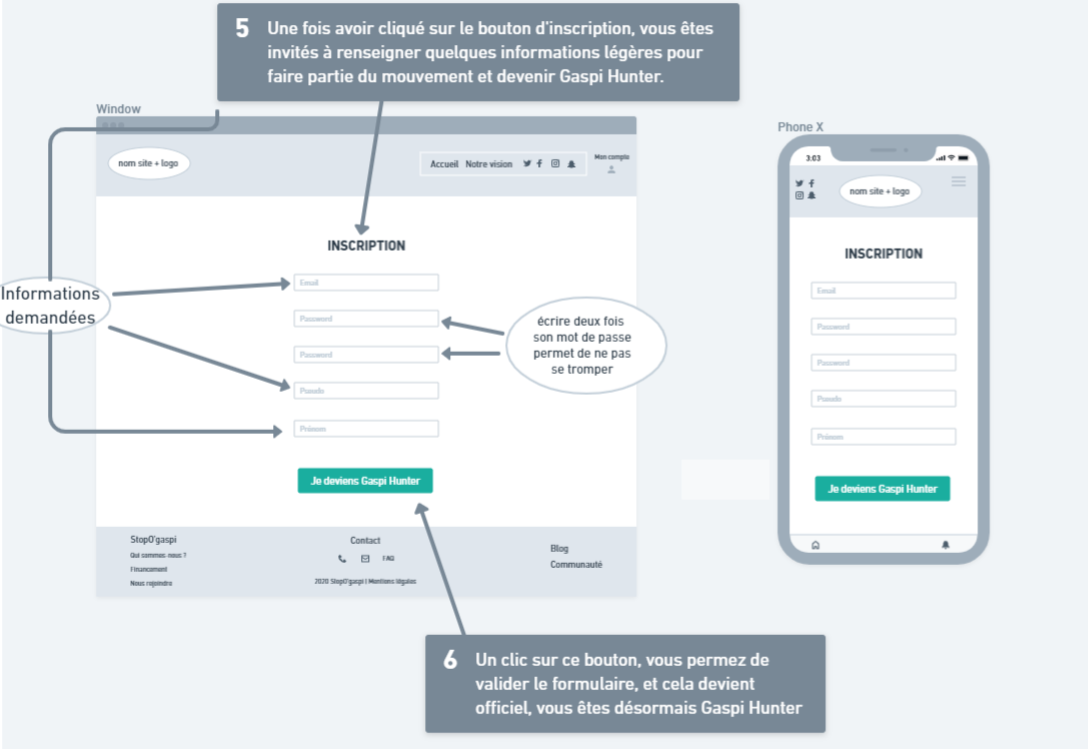 5 Une fois avoir cliqué sur le bouton d'inscription, vous êtes
invités à renseigner quelques informations légères pour
faire partie du mouvement et devenir Gaspi Hunter.
Window
nom site + logo
Accueil Notre vision
Mon compte
INSCRIPTION
Email
Password
Password
Pseudo
Prénom
Je deviens Gaspi Hunter
Informations
demandées
écrire deux fois
son mot de passe
permet de ne pas
se tromper
StopO'gaspi
Qui sommes-nous ?
Financement
Nous rejoindre
Contact
FAQ
2020 StopO'gaspi | Mentions légales
Blog
Communauté
Phone X
3:03
nom site + logo
INSCRIPTION
Email
Password
Password
Pseudo
Prénom
Je deviens Gaspi Hunter
6 Un clic sur ce bouton, vous permez de
valider le formulaire, et cela devient
officiel, vous êtes désormais Gaspi Hunter